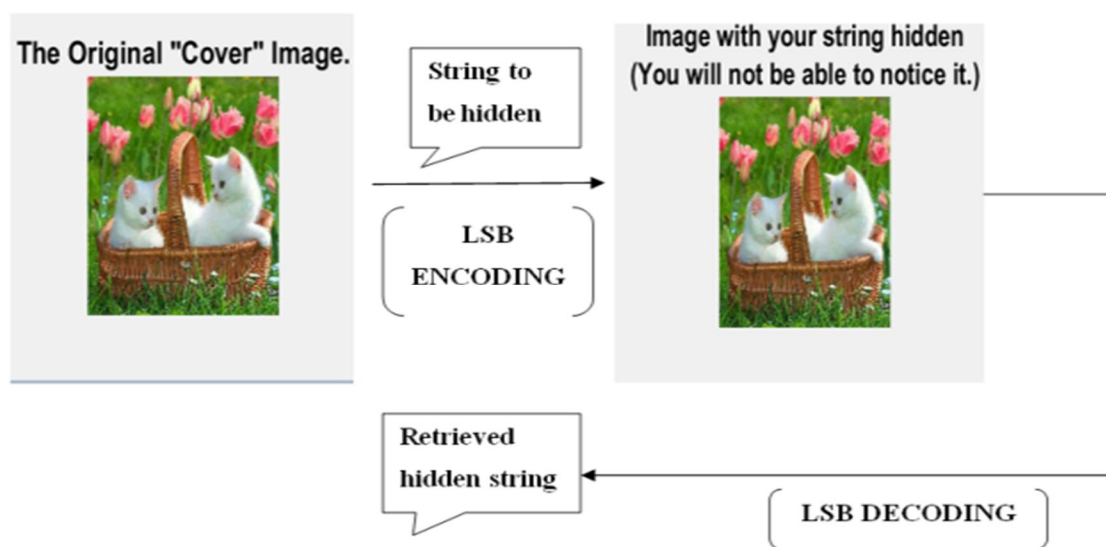 The Original "Cover" Image.
String to
be hidden
LSB
ENCODING
Image with your string hidden
(You will not be able to notice it.)
Retrieved
hidden string
LSB DECODING